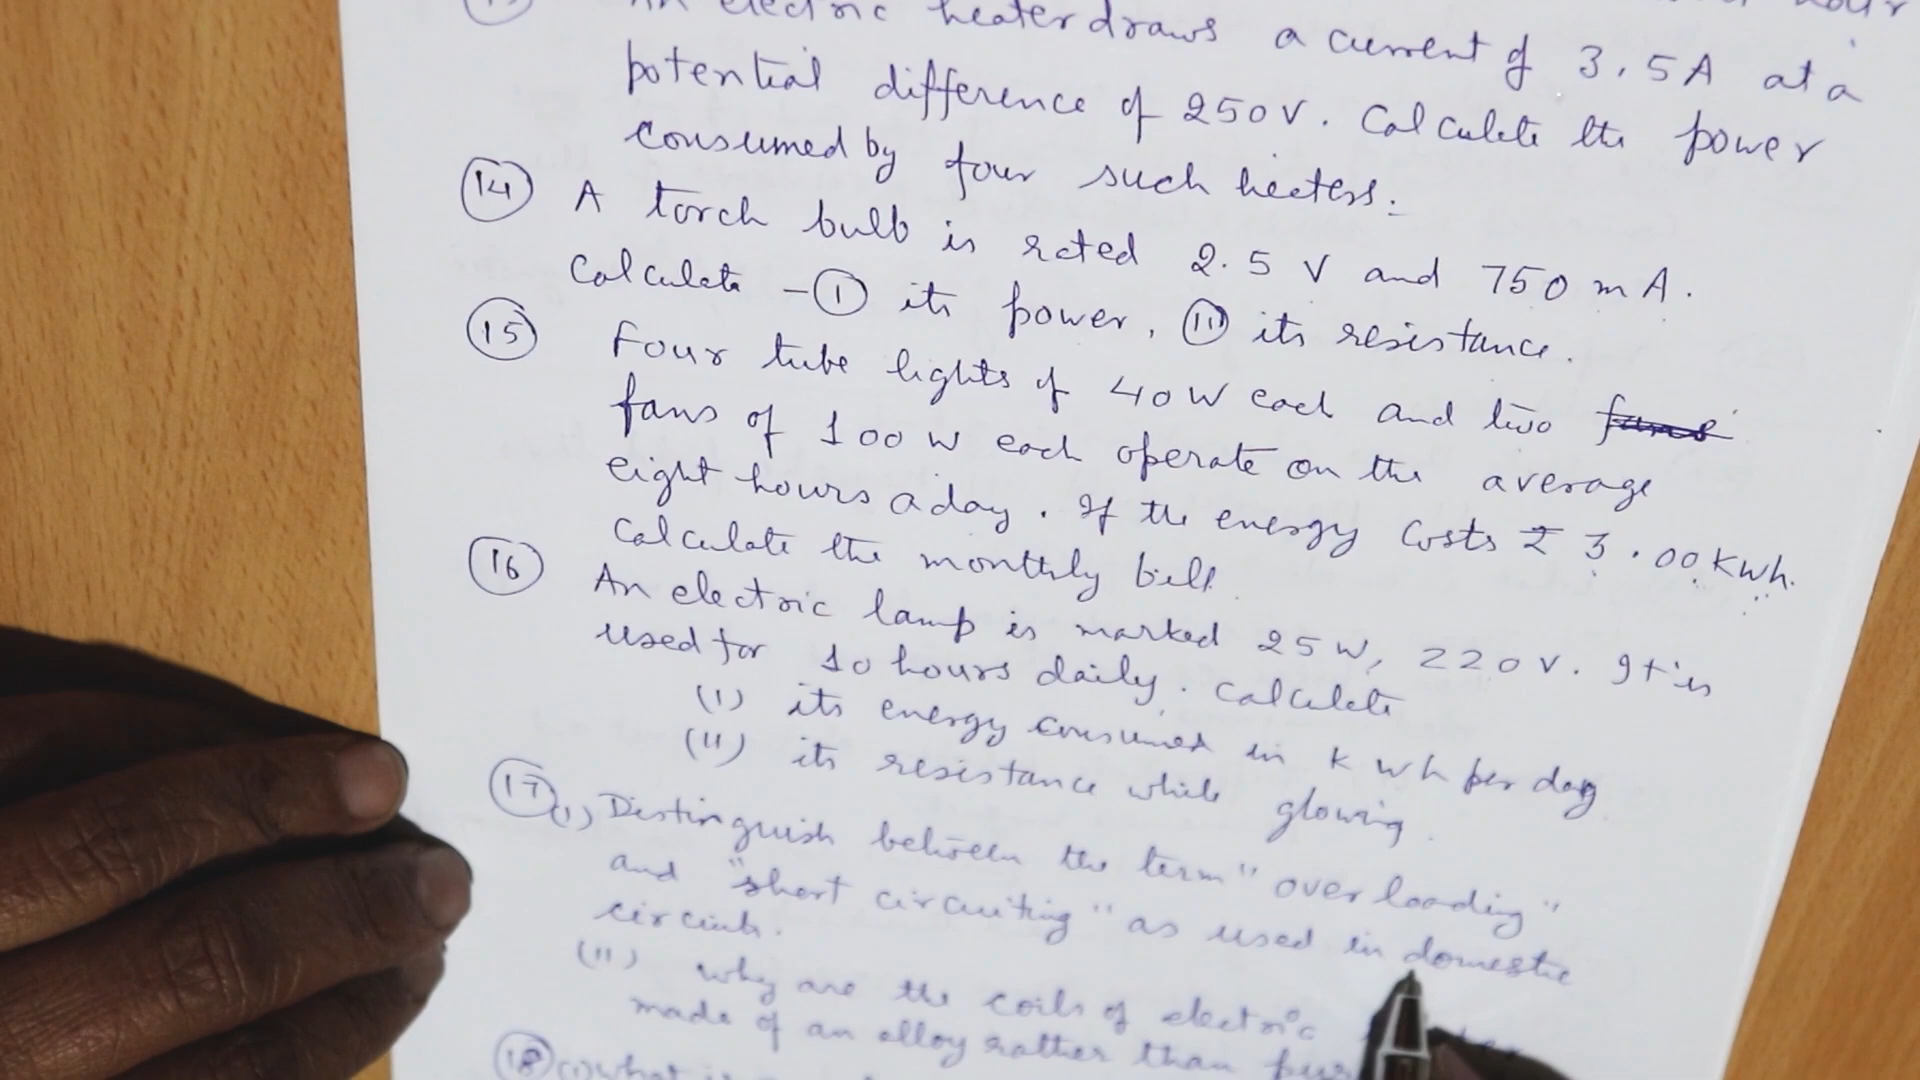 An electric heater draws a current of 3.5A at a
potential difference of 250V. Calculate the power
consumed by four such heaters.
(14) A torch bulb is rated 2.5 V and 750 mA.
Calculate - (I) its power, (II) its resistance.
(15) Four tube lights of 40W each and two fans
fans of 100 W each operate on the average
eight hours a day. If the energy costs ₹ 3.00 kWh.
Calculate the monthly bill
(16) An electric lamp is marked 25W, 220V. It is
used for 10 hours daily. Calculate
(I) its energy consumed in kWh per day
(II) its resistance while glowing.
(17) (I) Distinguish between the term "over loading"
and "short circuiting" as used in domestic
circuit.
(II) why are the coils of electric
made of an alloy rather than
(18) (I) what